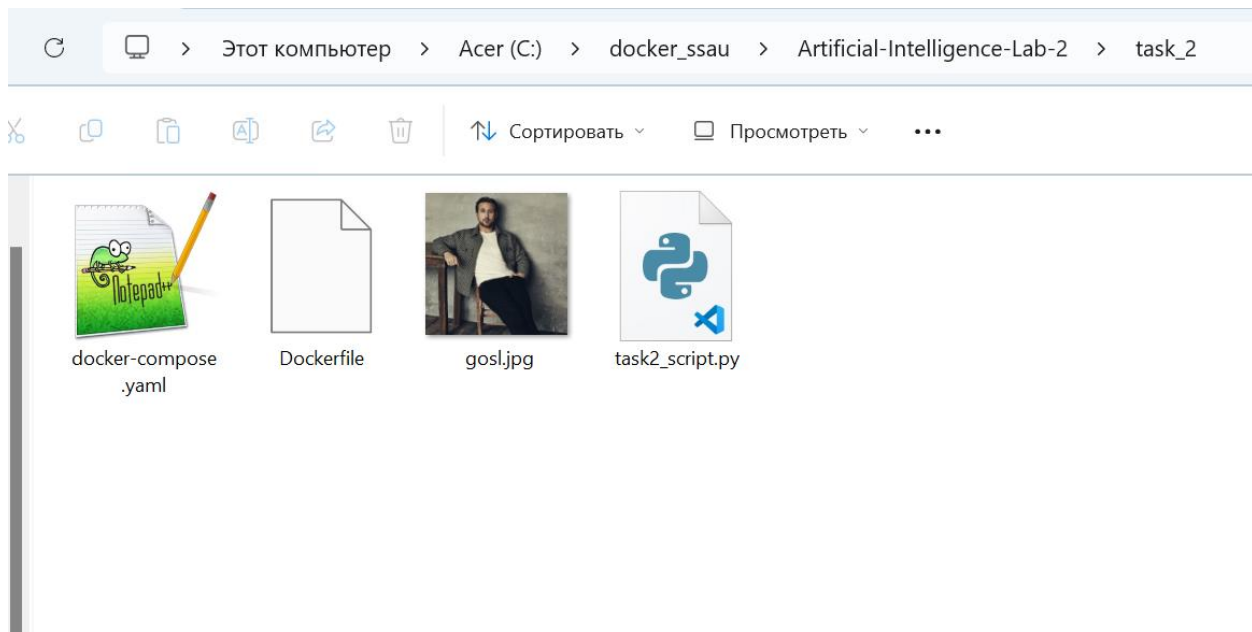 Этот компьютер > Acer (C:) > docker_ssau > Artificial-Intelligence-Lab-2 > task_2
Сортировать
Просмотреть
Notepad++
docker-compose
.yaml
Dockerfile
gosl.jpg
task2_script.py